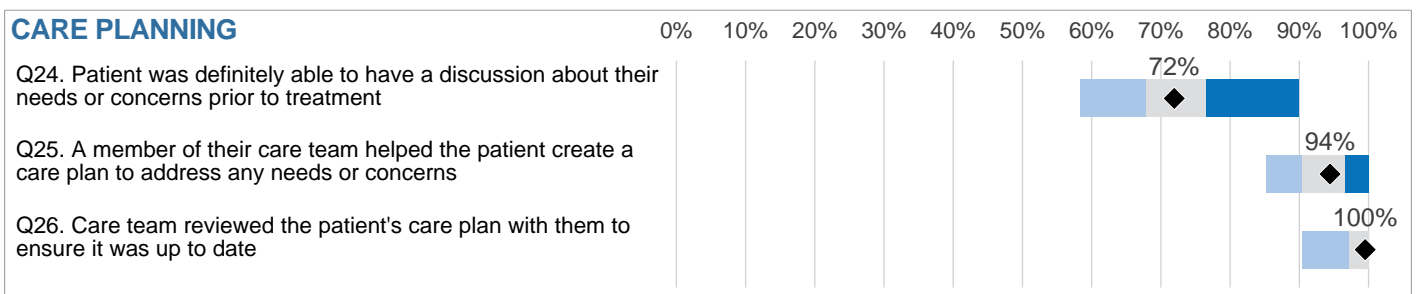 CARE PLANNING
0% 10% 20% 30% 40% 50% 60% 70% 80% 90% 100%
Q24. Patient was definitely able to have a discussion about their
needs or concerns prior to treatment
72%
Q25. A member of their care team helped the patient create a
care plan to address any needs or concerns
94%
Q26. Care team reviewed the patient's care plan with them to
ensure it was up to date
100%